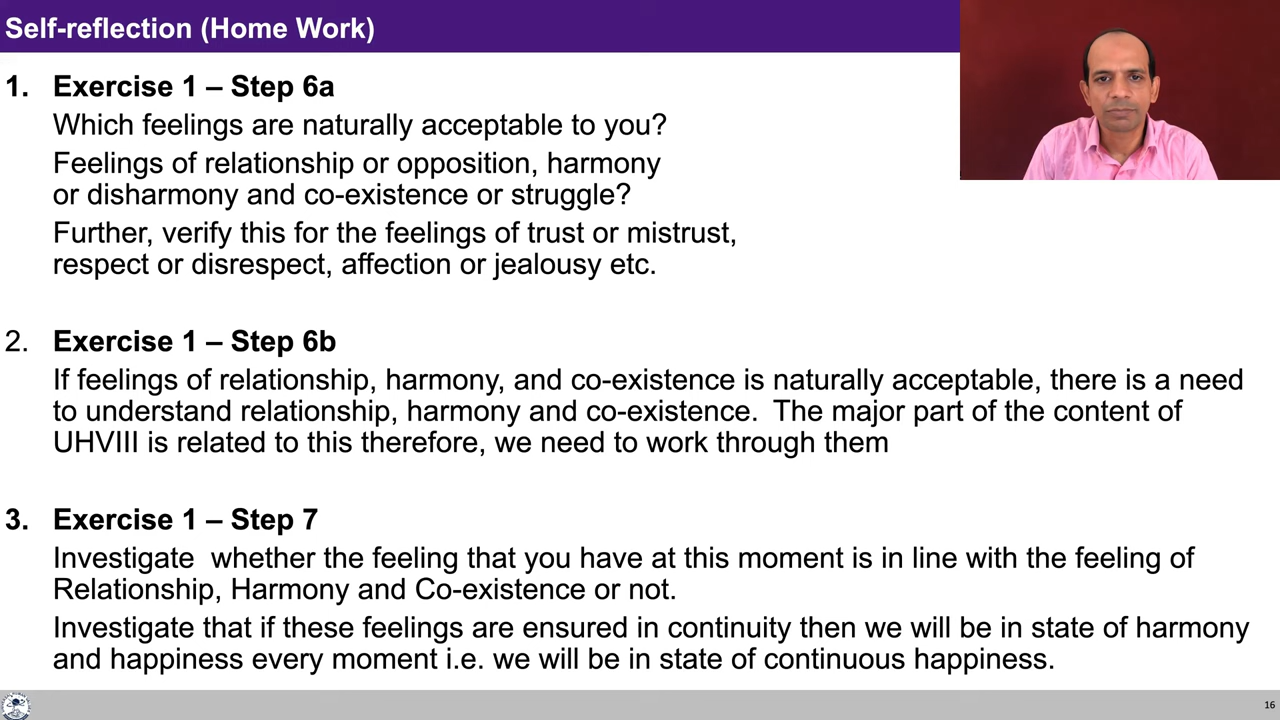 Self-reflection (Home Work)
1. Exercise 1 – Step 6a
Which feelings are naturally acceptable to you?
Feelings of relationship or opposition, harmony
or disharmony and co-existence or struggle?
Further, verify this for the feelings of trust or mistrust,
respect or disrespect, affection or jealousy etc.
2. Exercise 1 – Step 6b
If feelings of relationship, harmony, and co-existence is naturally acceptable, there is a need
to understand relationship, harmony and co-existence.  The major part of the content of
UHVIII is related to this therefore, we need to work through them
3. Exercise 1 – Step 7
Investigate  whether the feeling that you have at this moment is in line with the feeling of
Relationship, Harmony and Co-existence or not.
Investigate that if these feelings are ensured in continuity then we will be in state of harmony
and happiness every moment i.e. we will be in state of continuous happiness.
16